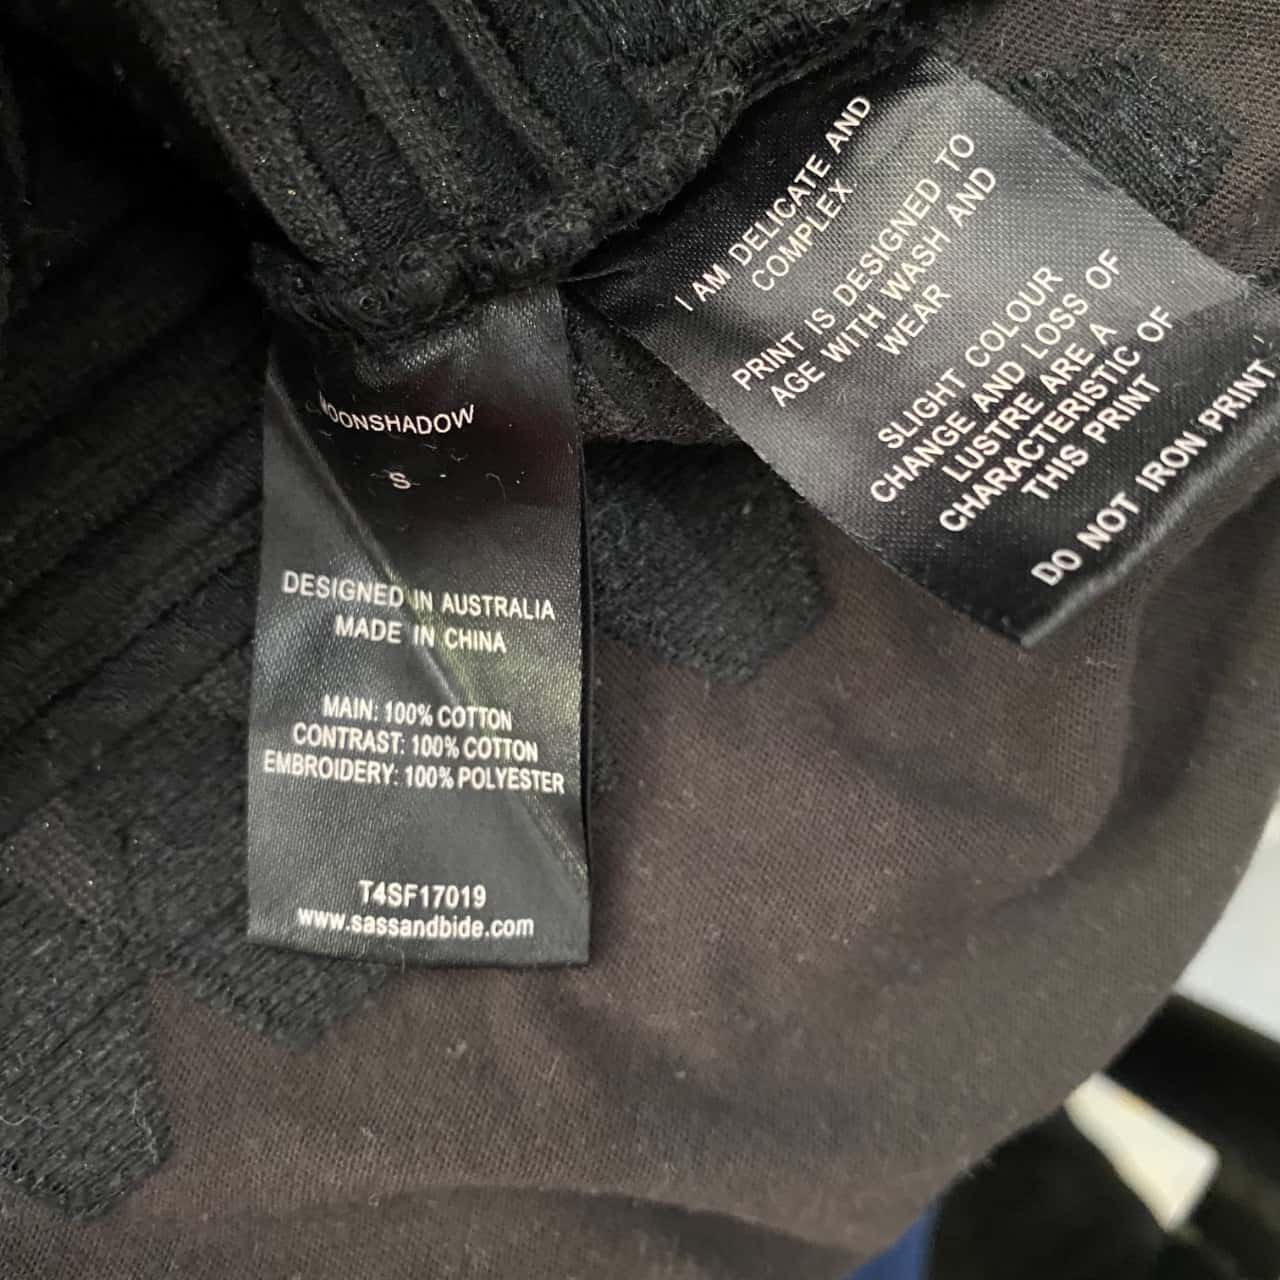 MOONSHADOW
S
DESIGNED IN AUSTRALIA
MADE IN CHINA
MAIN: 100% COTTON
CONTRAST: 100% COTTON
EMBROIDERY: 100% POLYESTER
T4SF17019
www.sassandbide.com
I AM DELICATE AND
COMPLEX.
PRINT IS DESIGNED TO
AGE WITH WASH AND
WEAR
SLIGHT COLOUR
CHANGE AND LOSS OF
LUSTRE ARE A
CHARACTERISTIC OF
THIS PRINT
DO NOT IRON PRINT